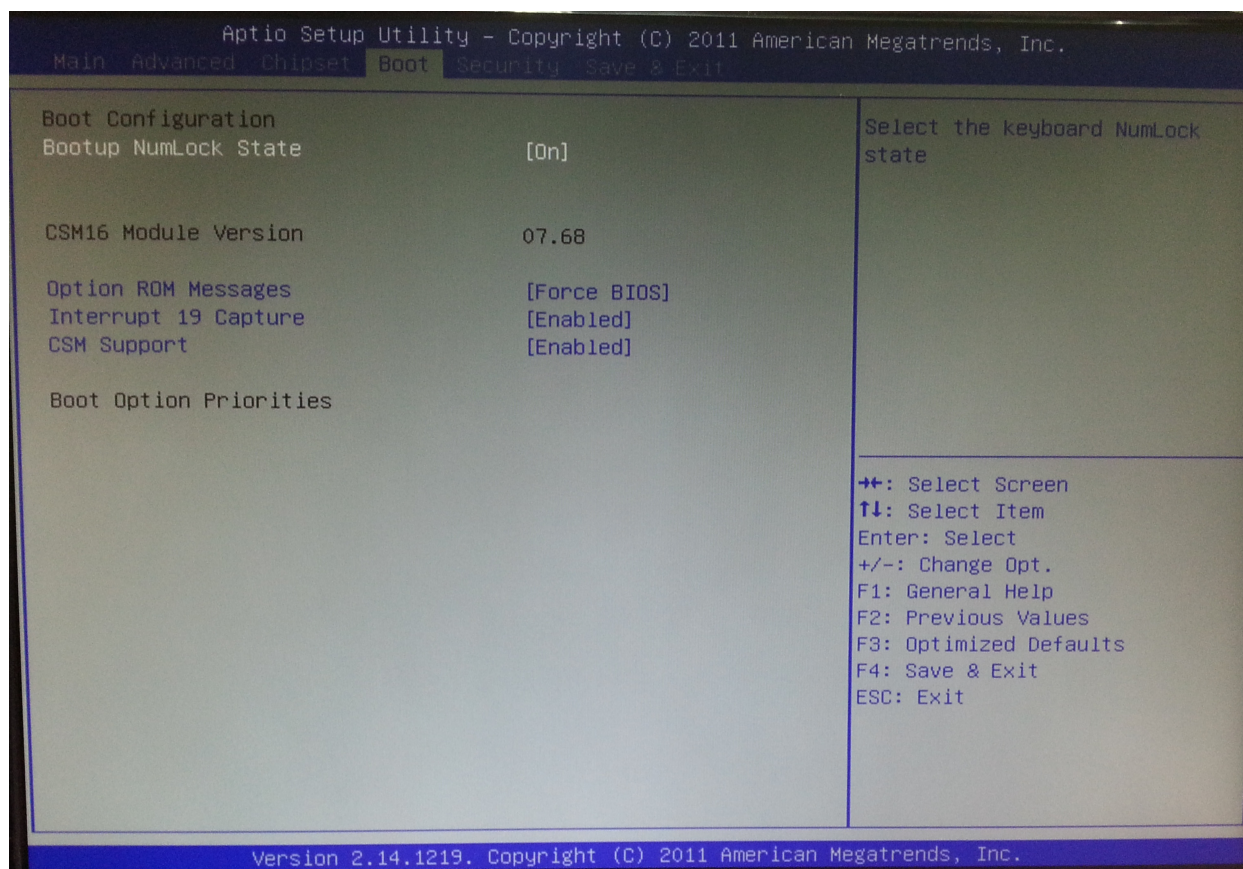 Aptio Setup Utility – Copyright (C) 2011 American Megatrends, Inc.
Main Advanced Chipset Boot Security Save & Exit
Boot Configuration
Bootup NumLock State [On]
CSM16 Module Version 07.68
Option ROM Messages [Force BIOS]
Interrupt 19 Capture [Enabled]
CSM Support [Enabled]
Boot Option Priorities
Select the keyboard NumLock
state
→←: Select Screen
↑↓: Select Item
Enter: Select
+/-: Change Opt.
F1: General Help
F2: Previous Values
F3: Optimized Defaults
F4: Save & Exit
ESC: Exit
Version 2.14.1219. Copyright (C) 2011 American Megatrends, Inc.